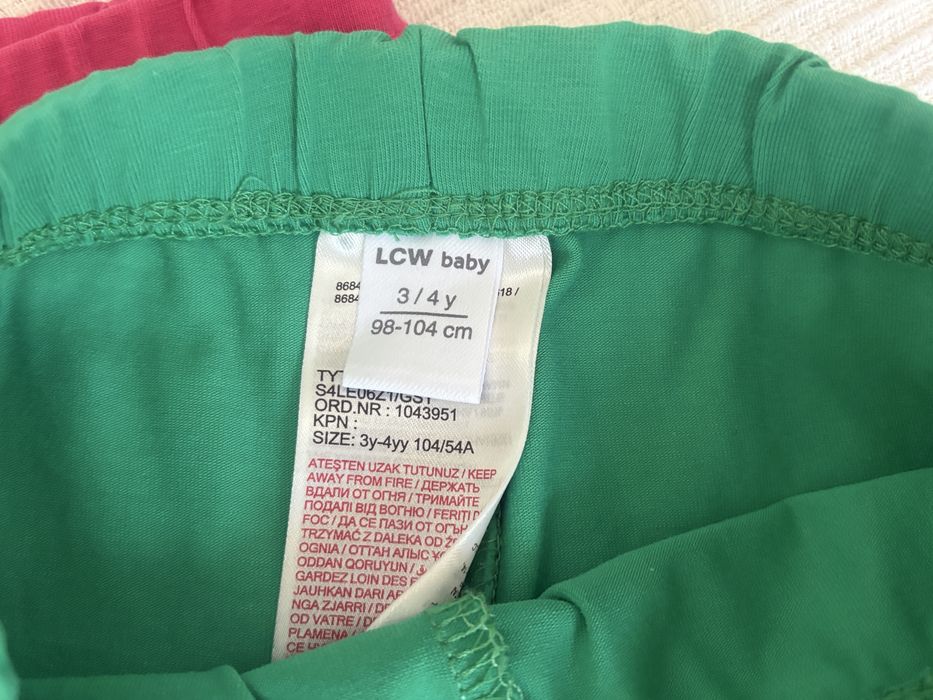 LCW baby
3 / 4 y
98-104 cm
8684
618 /
8684
S4LE06Z1/GS1
ORD.NR : 1043951
KPN :
SIZE: 3y-4yy 104/54A
ATEŞTEN UZAK TUTUNUZ / KEEP
AWAY FROM FIRE / ДЕРЖАТЬ
ВДАЛИ ОТ ОГНЯ / ТРИМАЙТЕ
ПОДАЛІ ВІД ВОГНЮ / FERIȚI
FOC / ДА СЕ ПАЗИ ОТ
TRZYMAĆ Z DALEKA OD
OGNIA / ОТТАН АЛЫС
ODDAN QORUYUN /
GARDEZ LOIN DES
JAUHKAN DARI
NGA ZJARRI /
OD VATRE /
PLAMENA /